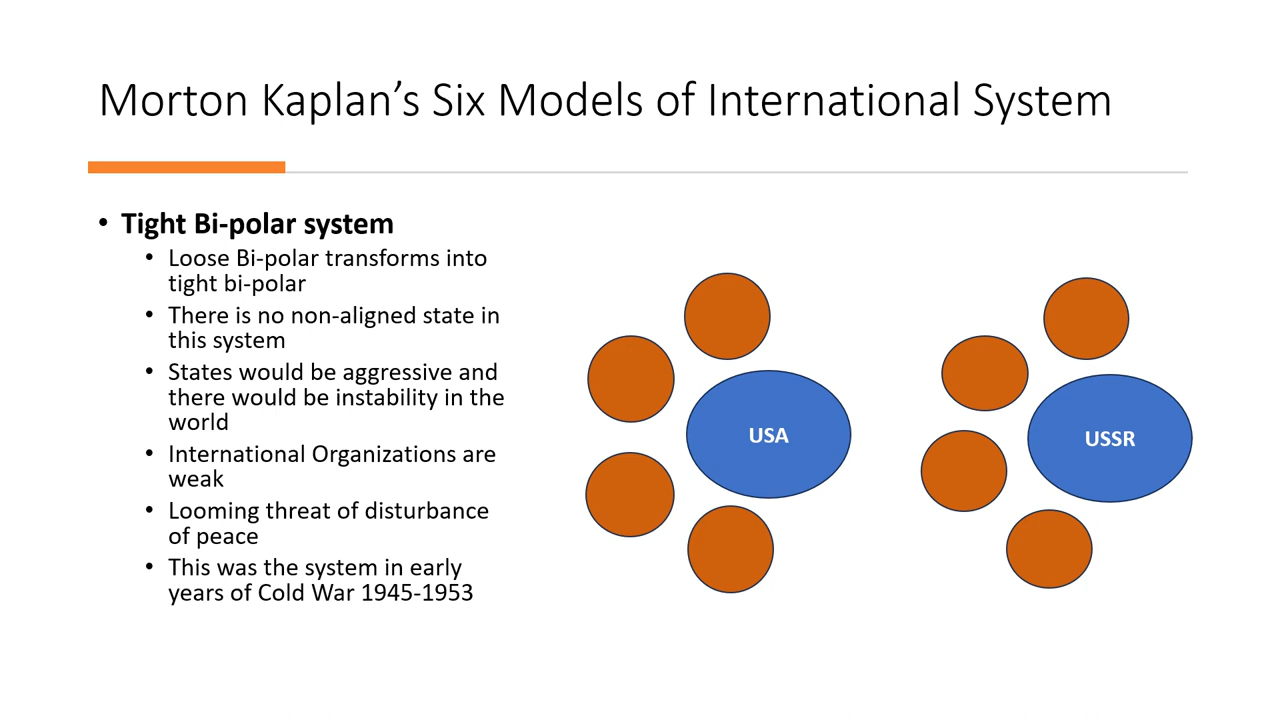 Morton Kaplan’s Six Models of International System
• Tight Bi-polar system
• Loose Bi-polar transforms into
tight bi-polar
• There is no non-aligned state in
this system
• States would be aggressive and
there would be instability in the
world
• International Organizations are
weak
• Looming threat of disturbance
of peace
• This was the system in early
years of Cold War 1945-1953
USA
USSR